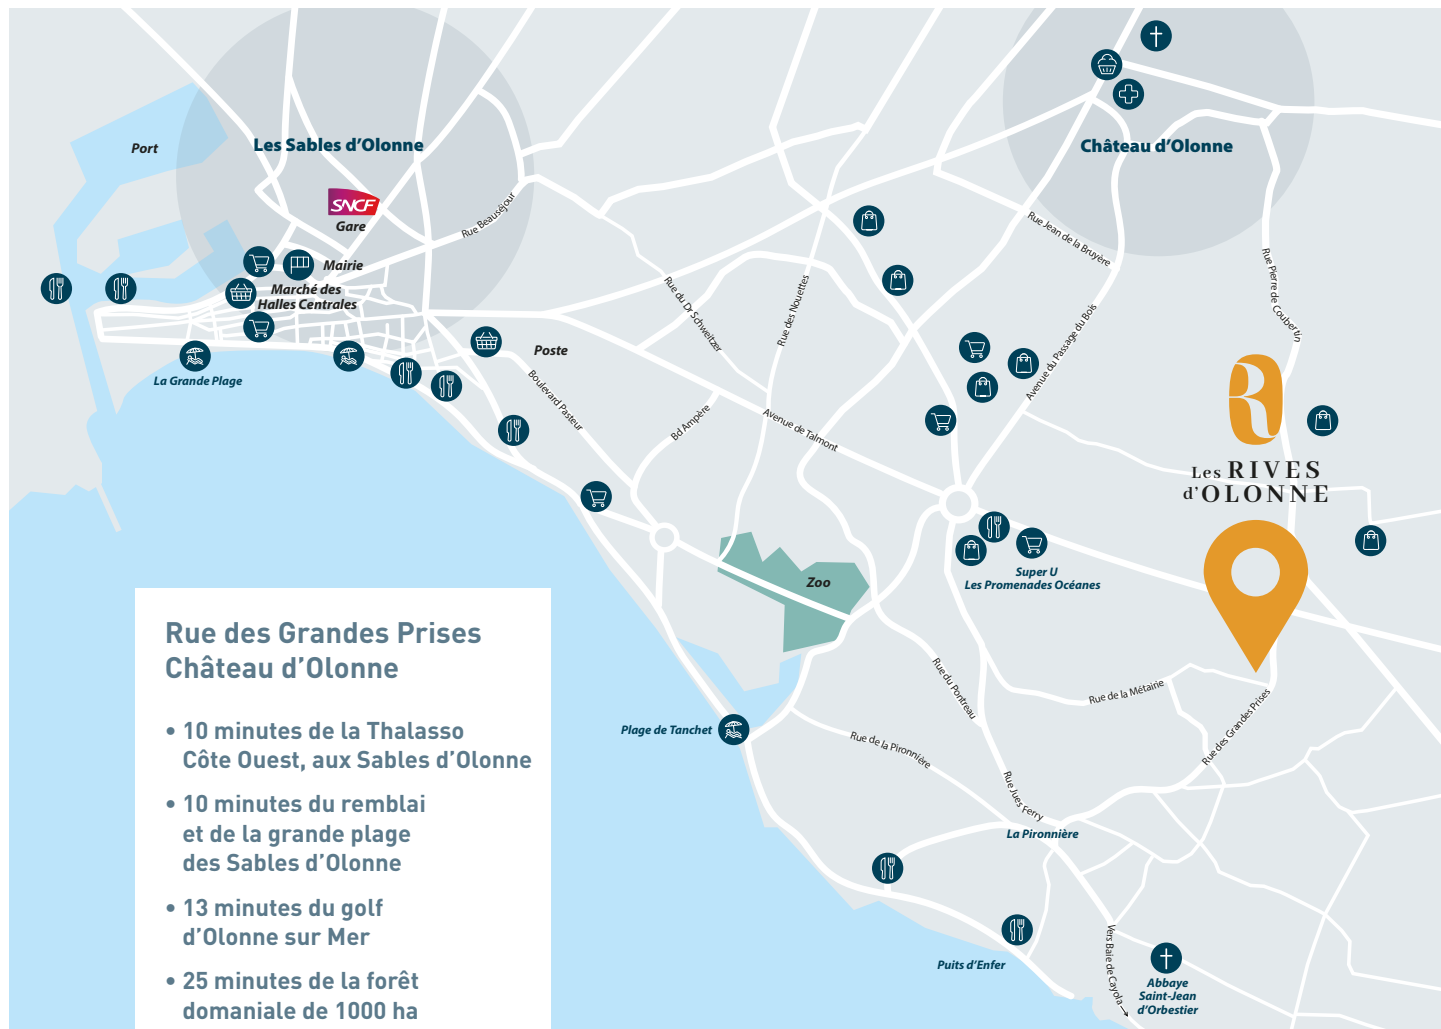 Port
Les Sables d'Olonne
SNCF
Gare
Rue Beauséjour
Mairie
Marché des
Halles Centrales
La Grande Plage
Poste
Boulevard Pasteur
Bd Ampère
Rue du Dr Schweitzer
Rue des Nouettes
Avenue de Talmont
Château d'Olonne
Rue Jean de la Bruyère
Avenue du Passage du Bois
Rue Pierre de Coubertin
Les RIVES
d'OLONNE
Super U
Les Promenades Océanes
Zoo
Rue du Pontreau
Rue de la Métairie
Rue des Grandes Prises
Plage de Tanchet
Rue de la Pironnière
Rue Jues Ferry
La Pironnière
Puits d'Enfer
Vers Baie de Cayola
Abbaye
Saint-Jean
d'Orbestier
Rue des Grandes Prises
Château d'Olonne
• 10 minutes de la Thalasso
Côte Ouest, aux Sables d'Olonne
• 10 minutes du remblai
et de la grande plage
des Sables d'Olonne
• 13 minutes du golf
d'Olonne sur Mer
• 25 minutes de la forêt
domaniale de 1000 ha